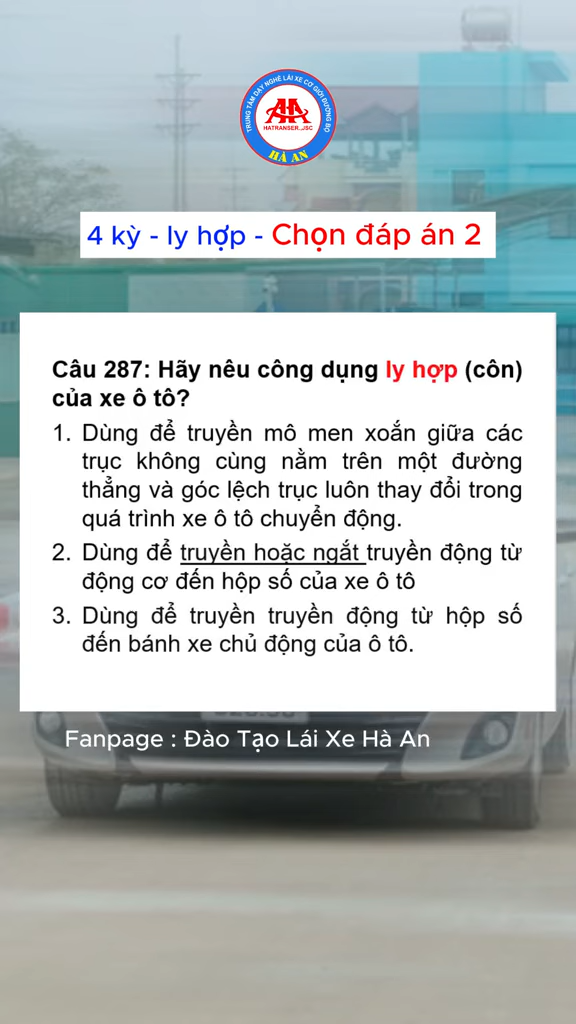 TRUNG TÂM DẠY NGHỀ LÁI XE CƠ GIỚI ĐƯỜNG BỘ
HATRANSER.,JSC
HÀ AN
4 kỳ - ly hợp - Chọn đáp án 2
Câu 287: Hãy nêu công dụng ly hợp (côn)
của xe ô tô?
1. Dùng để truyền mô men xoắn giữa các
trục không cùng nằm trên một đường
thẳng và góc lệch trục luôn thay đổi trong
quá trình xe ô tô chuyển động.
2. Dùng để truyền hoặc ngắt truyền động từ
động cơ đến hộp số của xe ô tô
3. Dùng để truyền truyền động từ hộp số
đến bánh xe chủ động của ô tô.
Fanpage : Đào Tạo Lái Xe Hà An